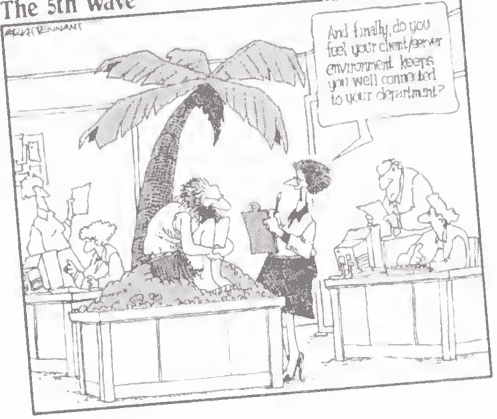 The 5th Wave
And finally, do you
feel your client/server
environment keeps
you well connected
to your department?